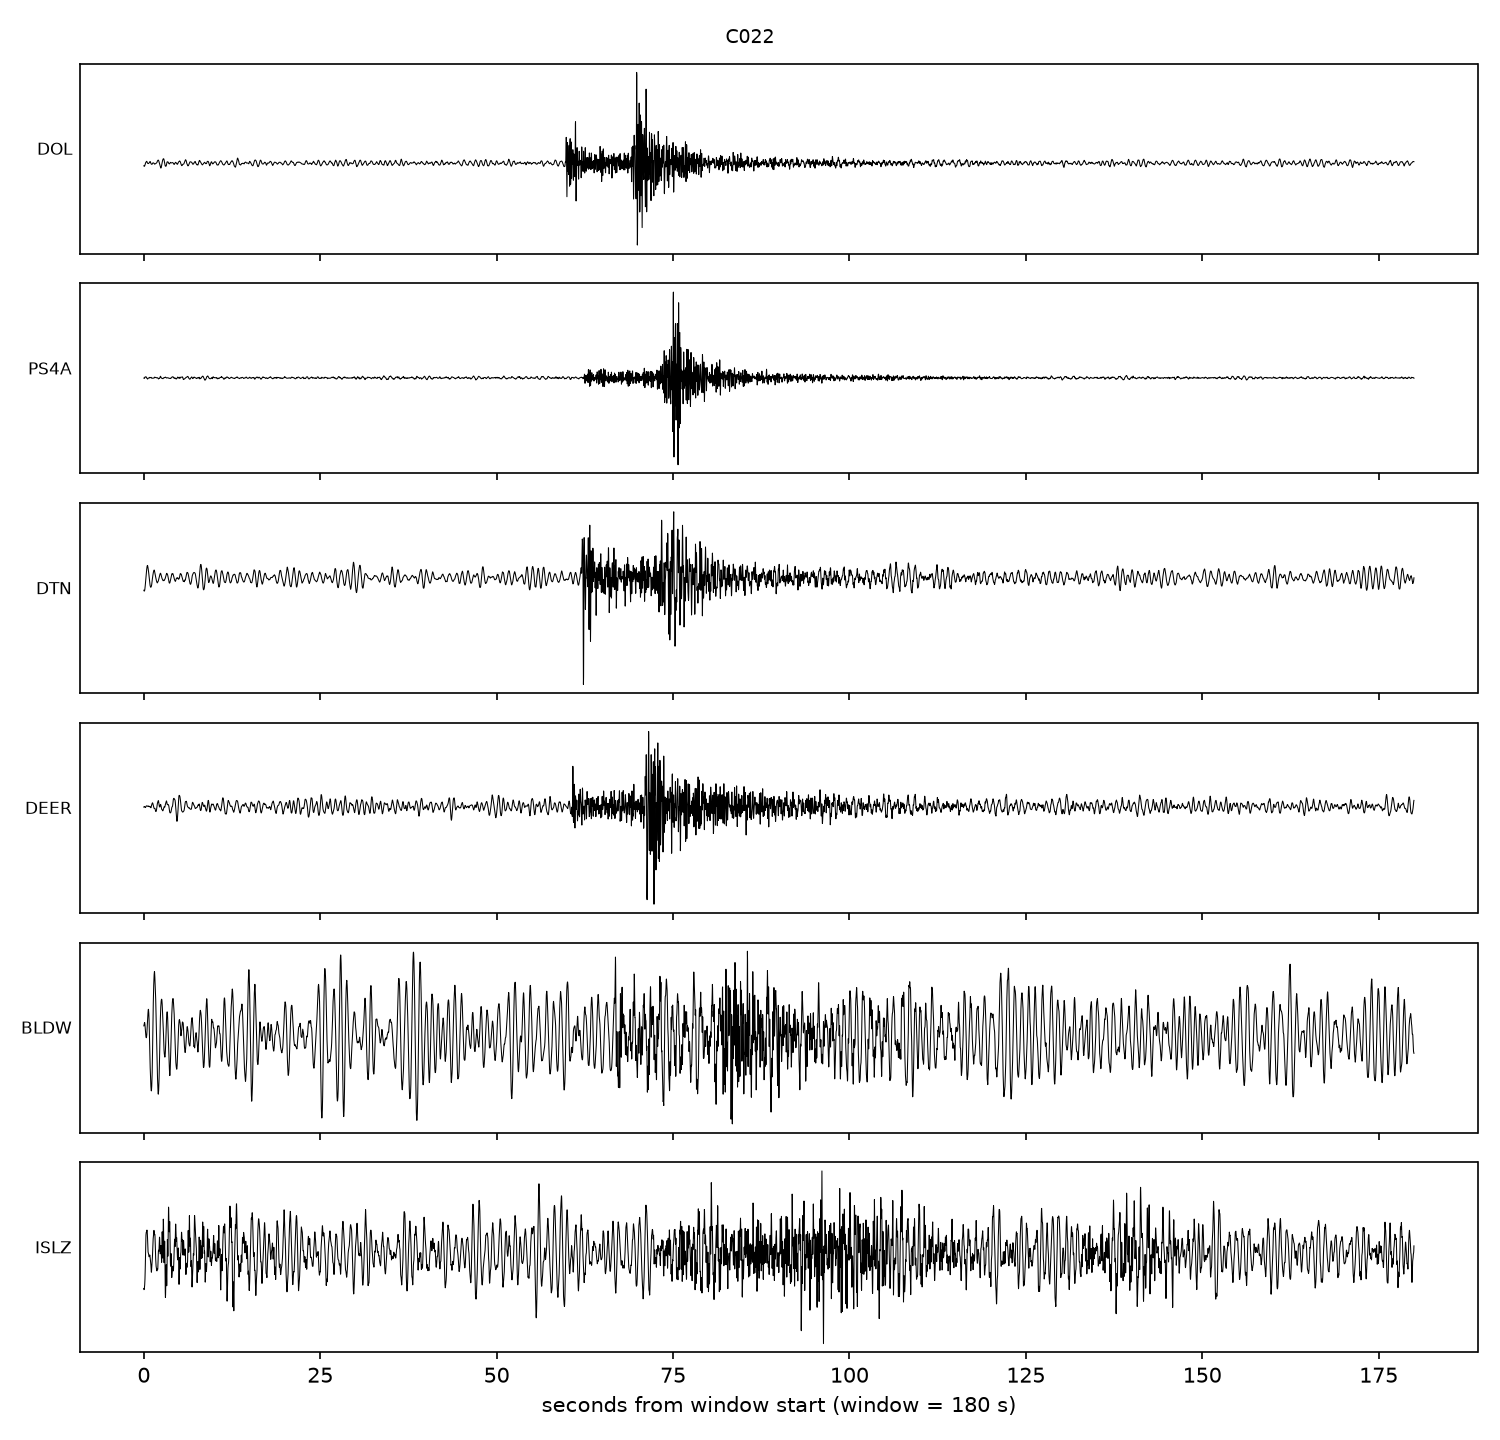 C022
DOL
PS4A
DTN
DEER
BLDW
ISLZ
0 25 50 75 100 125 150 175
seconds from window start (window = 180 s)